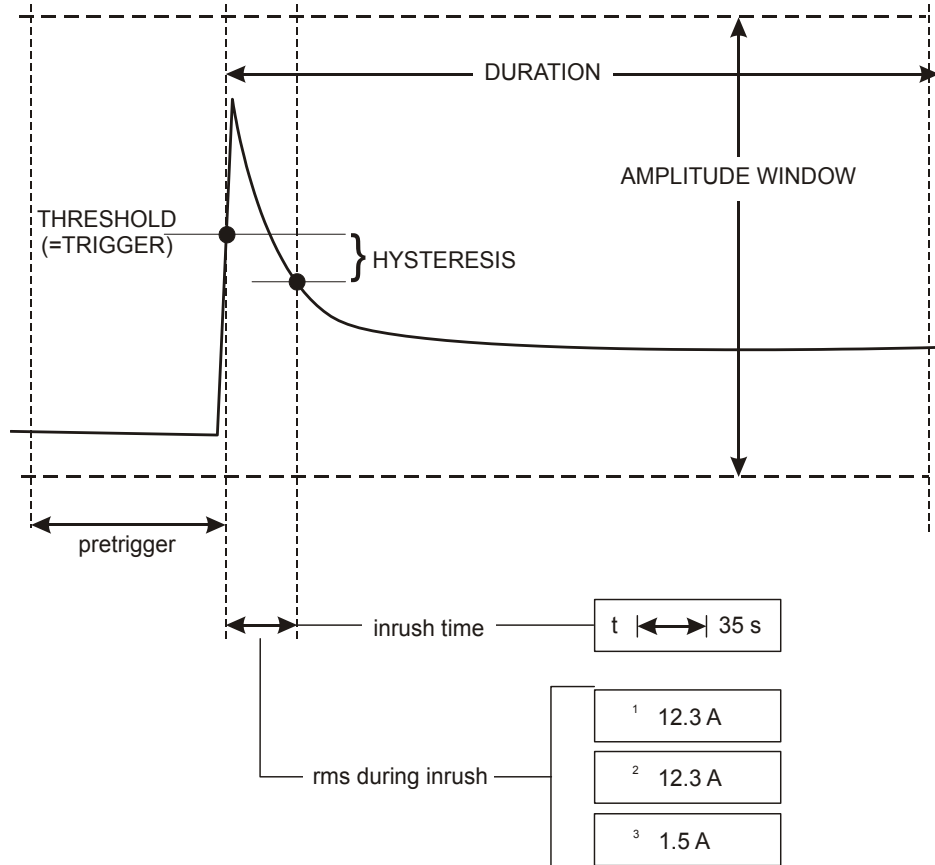 DURATION
AMPLITUDE WINDOW
THRESHOLD
(=TRIGGER)
HYSTERESIS
pretrigger
inrush time
t 35 s
rms during inrush
1 12.3 A
2 12.3 A
3 1.5 A